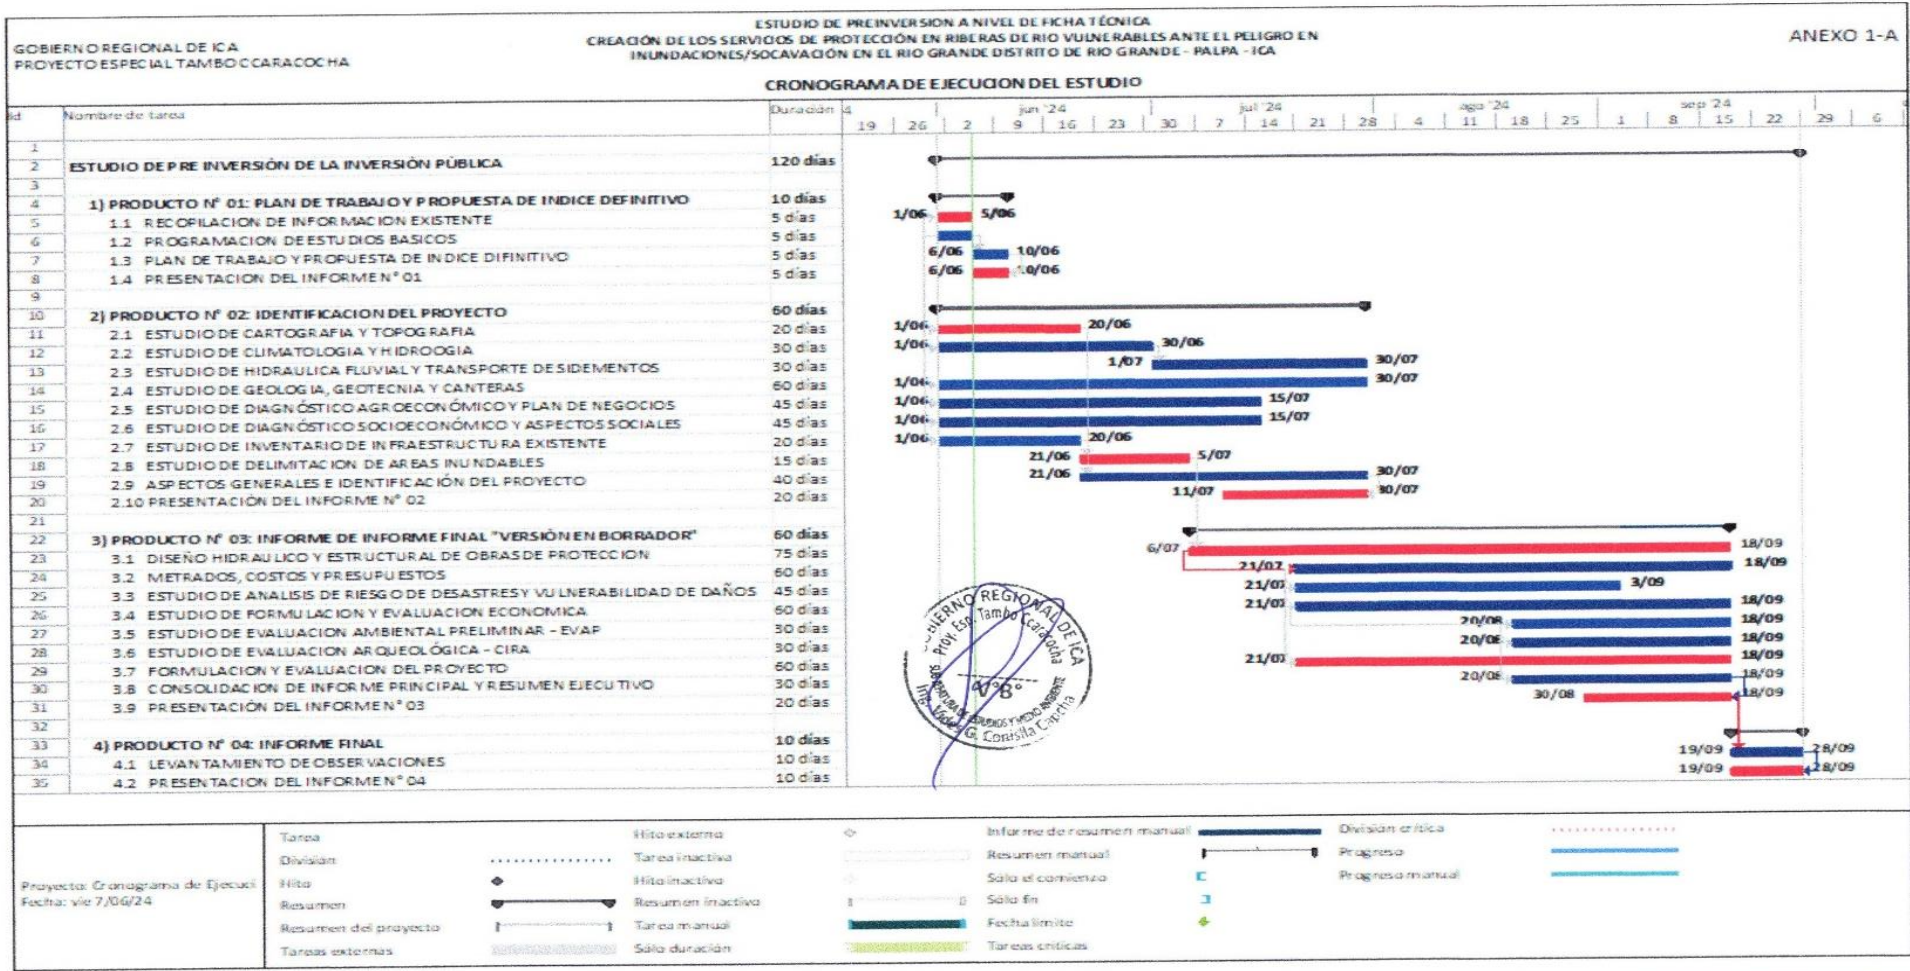 ESTUDIO DE PREINVERSION A NIVEL DE FICHA TÉCNICA
GOBIERNO REGIONAL DE ICA
PROYECTO ESPECIAL TAMBO CCARACOCHA
CREACIÓN DE LOS SERVICIOS DE PROTECCIÓN EN RIBERAS DE RIO VULNERABLES ANTE EL PELIGRO EN
INUNDACIONES/SOCAVACIÓN EN EL RIO GRANDE DISTRITO DE RIO GRANDE - PALPA - ICA
ANEXO 1-A
CRONOGRAMA DE EJECUCION DEL ESTUDIO
Id Nombre de tarea Duración 4 jun '24 jul '24 ago '24 sep '24
19 26 2 9 16 23 30 7 14 21 28 4 11 18 25 1 8 15 22 29 6
1
2 ESTUDIO DE PRE INVERSIÓN DE LA INVERSIÓN PÚBLICA 120 días
3
4 1) PRODUCTO N° 01: PLAN DE TRABAJO Y PROPUESTA DE INDICE DEFINITIVO 10 días
5 1.1 RECOPILACION DE INFORMACION EXISTENTE 5 días 1/06 5/06
6 1.2 PROGRAMACION DE ESTUDIOS BASICOS 5 días
7 1.3 PLAN DE TRABAJO Y PROPUESTA DE INDICE DIFINITIVO 5 días 6/06 10/06
8 1.4 PRESENTACION DEL INFORME N° 01 5 días 6/06 10/06
9
10 2) PRODUCTO N° 02: IDENTIFICACION DEL PROYECTO 60 días
11 2.1 ESTUDIO DE CARTOGRAFIA Y TOPOGRAFIA 20 días 1/06 20/06
12 2.2 ESTUDIO DE CLIMATOLOGIA Y HIDROOGIA 30 días 1/06 30/06
13 2.3 ESTUDIO DE HIDRAULICA FLUVIAL Y TRANSPORTE DE SIDEMENTOS 30 días 1/07 30/07
14 2.4 ESTUDIO DE GEOLOGIA, GEOTECNIA Y CANTERAS 60 días 1/06 30/07
15 2.5 ESTUDIO DE DIAGNÓSTICO AGROECONÓMICO Y PLAN DE NEGOCIOS 45 días 1/06 15/07
16 2.6 ESTUDIO DE DIAGNÓSTICO SOCIOECONÓMICO Y ASPECTOS SOCIALES 45 días 1/06 15/07
17 2.7 ESTUDIO DE INVENTARIO DE INFRAESTRUCTURA EXISTENTE 20 días 1/06 20/06
18 2.8 ESTUDIO DE DELIMITACION DE AREAS INUNDABLES 15 días 21/06 5/07
19 2.9 ASPECTOS GENERALES E IDENTIFICACIÓN DEL PROYECTO 40 días 21/06 30/07
20 2.10 PRESENTACIÓN DEL INFORME N° 02 20 días 11/07 30/07
21
22 3) PRODUCTO N° 03: INFORME DE INFORME FINAL "VERSIÓN EN BORRADOR" 60 días
23 3.1 DISEÑO HIDRAULICO Y ESTRUCTURAL DE OBRAS DE PROTECCION 75 días 6/07 18/09
24 3.2 METRADOS, COSTOS Y PRESUPUESTOS 60 días 21/07 18/09
25 3.3 ESTUDIO DE ANALISIS DE RIESGO DE DESASTRES Y VULNERABILIDAD DE DAÑOS 45 días 21/07 3/09
26 3.4 ESTUDIO DE FORMULACION Y EVALUACION ECONOMICA 60 días 21/07 18/09
27 3.5 ESTUDIO DE EVALUACION AMBIENTAL PRELIMINAR - EVAP 30 días 20/08 18/09
28 3.6 ESTUDIO DE EVALUACION ARQUEOLÓGICA - CIRA 30 días 20/08 18/09
29 3.7 FORMULACION Y EVALUACION DEL PROYECTO 60 días 21/07 18/09
30 3.8 CONSOLIDACION DE INFORME PRINCIPAL Y RESUMEN EJECUTIVO 30 días 20/08 18/09
31 3.9 PRESENTACIÓN DEL INFORME N° 03 20 días 30/08 18/09
32
33 4) PRODUCTO N° 04: INFORME FINAL 10 días
34 4.1 LEVANTAMIENTO DE OBSERVACIONES 10 días 19/09 28/09
35 4.2 PRESENTACION DEL INFORME N° 04 10 días 19/09 28/09
GOBIERNO REGIONAL DE ICA
Proy. Esp. Tambo Ccaracocha
V°B°
Proyecto: Cronograma de Ejecuci
Fecha: vie 7/06/24
Tarea Hito externo Informe de resumen manual División crítica
División Tarea inactiva Resumen manual Progreso
Hito Hito inactivo Sólo el comienzo Progreso manual
Resumen Resumen inactivo Sólo fin
Resumen del proyecto Tarea manual Fecha límite
Tareas externas Sólo duración Tareas críticas